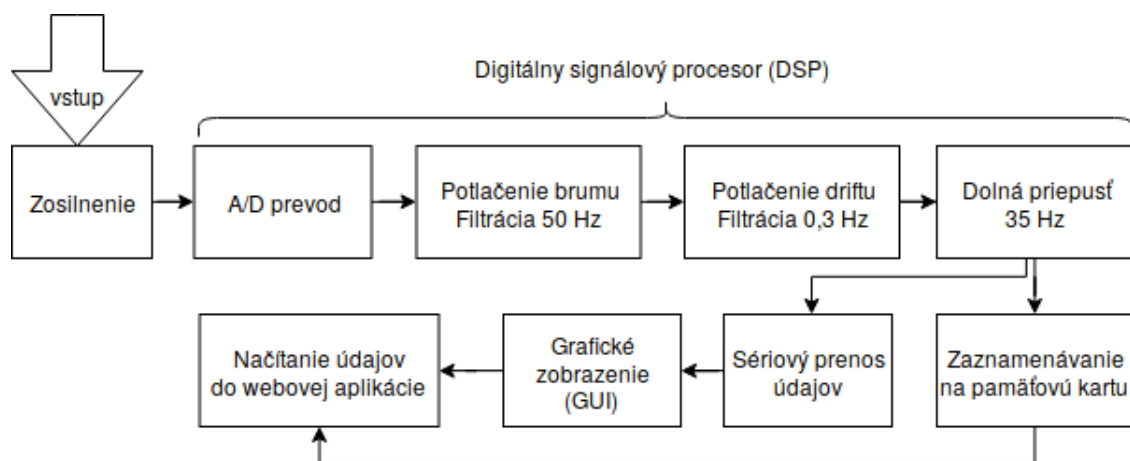 Digitálny signálový procesor (DSP)
vstup
Zosilnenie
A/D prevod
Potlačenie brumu
Filtrácia 50 Hz
Potlačenie driftu
Filtrácia 0,3 Hz
Dolná priepusť
35 Hz
Načítanie údajov
do webovej aplikácie
Grafické
zobrazenie
(GUI)
Sériový prenos
údajov
Zaznamenávanie
na pamäťovú kartu